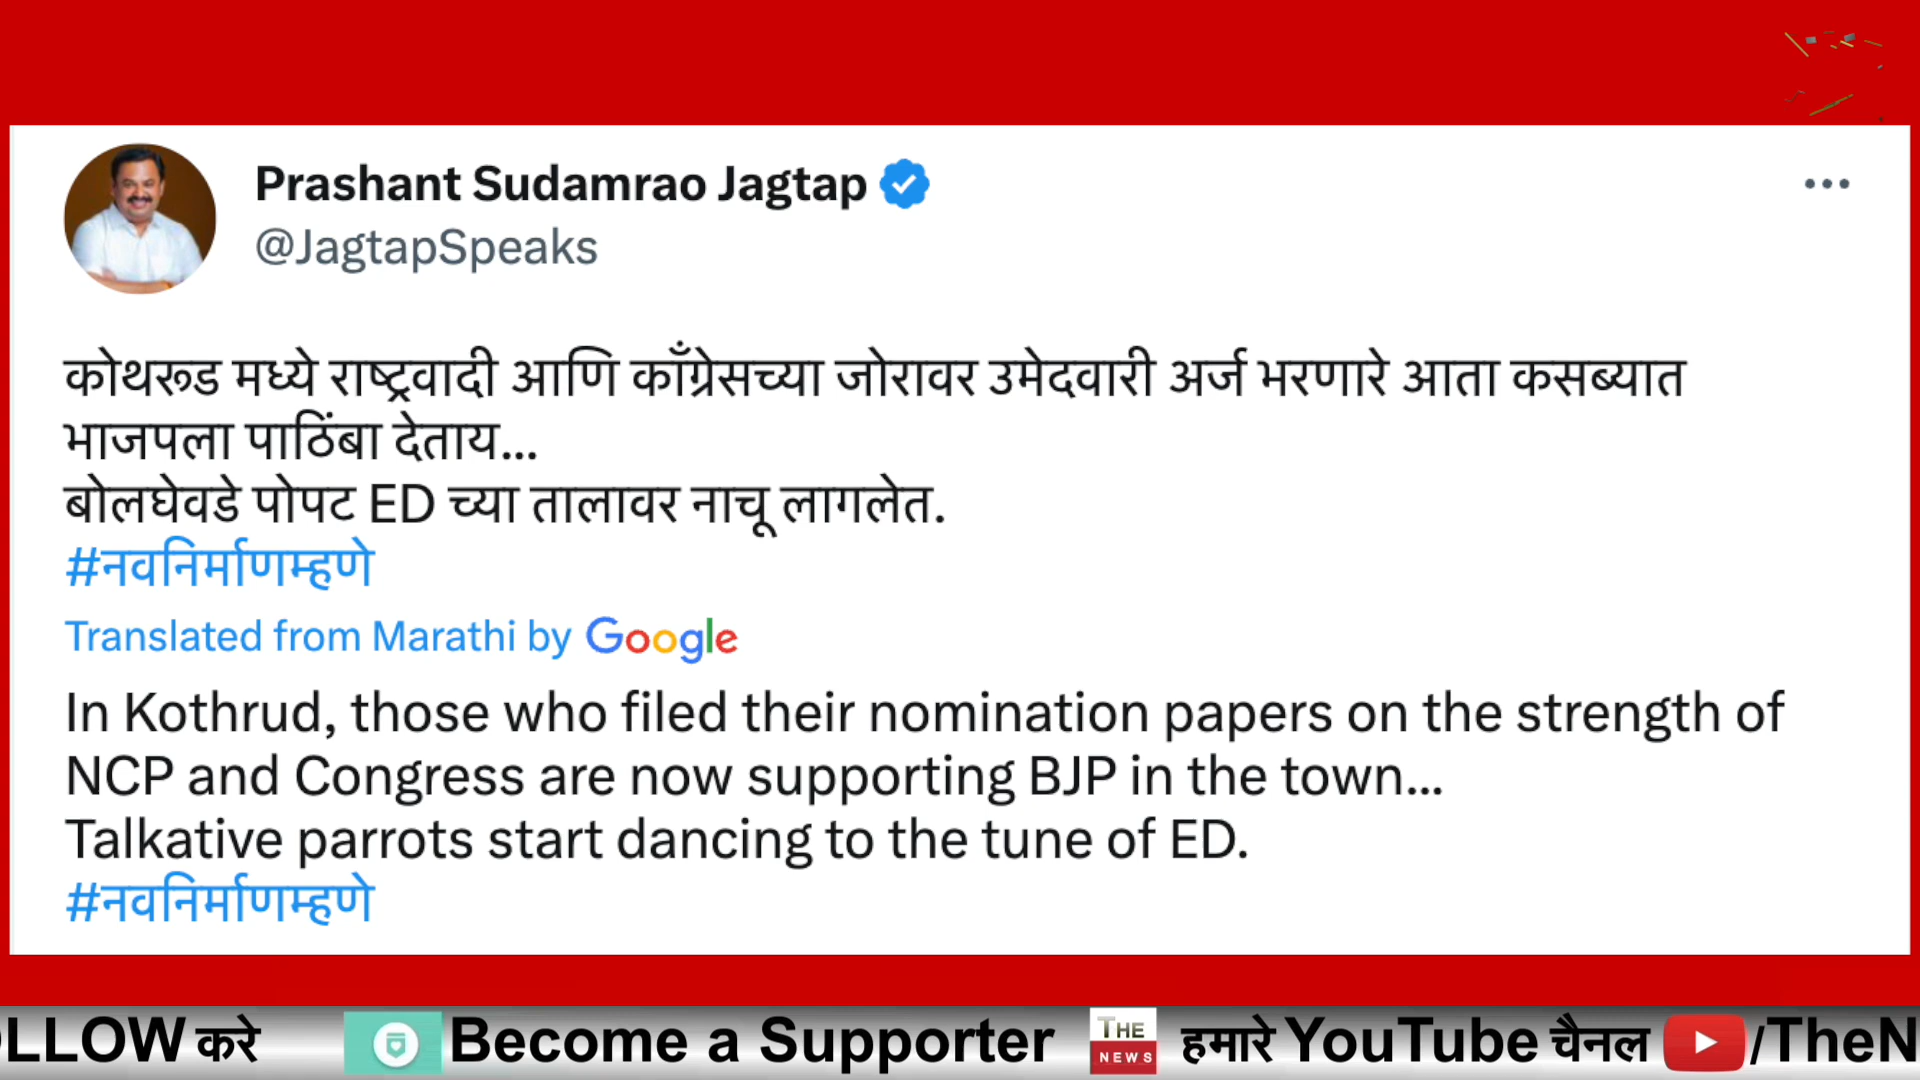 Prashant Sudamrao Jagtap
@JagtapSpeaks
कोथरूड मध्ये राष्ट्रवादी आणि काँग्रेसच्या जोरावर उमेदवारी अर्ज भरणारे आता कसब्यात
भाजपला पाठिंबा देताय...
बोलघेवडे पोपट ED च्या तालावर नाचू लागलेत.
#नवनिर्माणम्हणे
Translated from Marathi by Google
In Kothrud, those who filed their nomination papers on the strength of
NCP and Congress are now supporting BJP in the town...
Talkative parrots start dancing to the tune of ED.
#नवनिर्माणम्हणे
OLLOW करे Become a Supporter THE NEWS हमारे YouTube चैनल /TheN